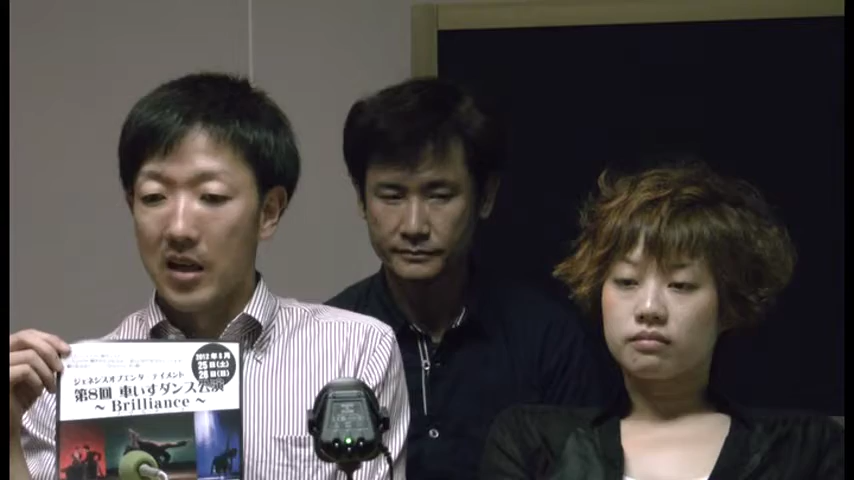 2012年8月
25日(土)
26日(日)
ジェネシスオブエンターテイメント
第8回 車いすダンス公演
～Brilliance～